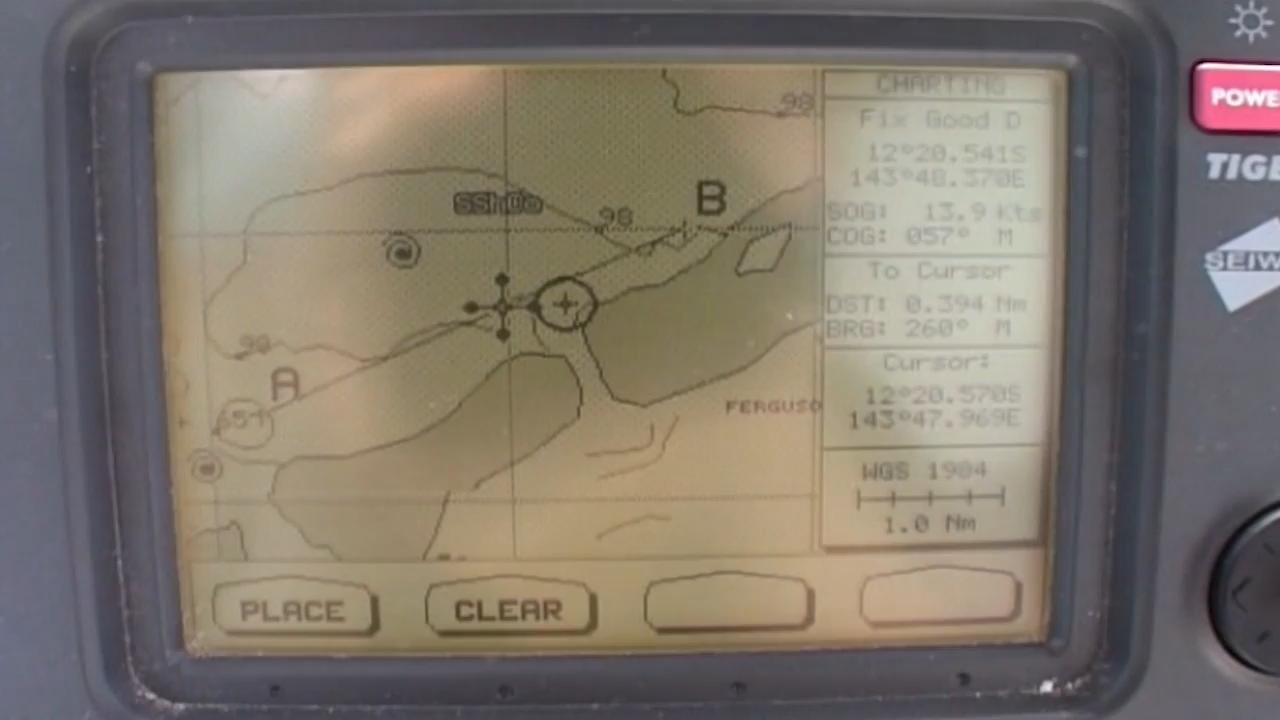 CHARTING
Fix Good D
12°20.541S
143°48.370E
SOG: 13.9 Kts
COG: 057° M
To Cursor
DST: 0.394 Nm
BRG: 260° M
Cursor:
12°20.570S
143°47.969E
WGS 1984
1.0 Nm
98
B
98
A
FERGUSO
PLACE
CLEAR
POWE
TIGE
SEIW